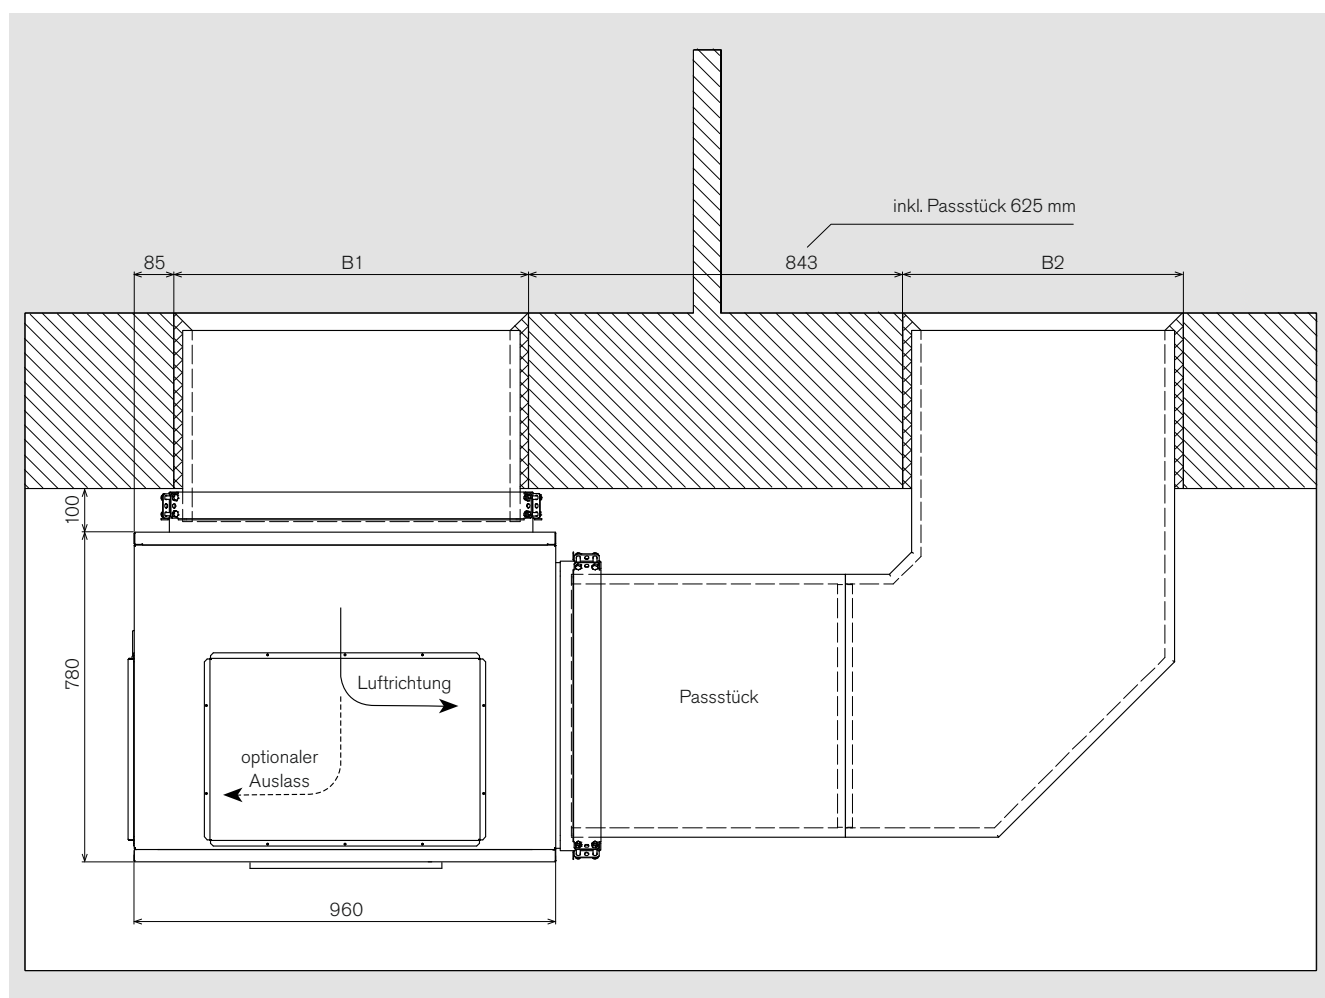 inkl. Passstück 625 mm
85
B1
843
B2
100
780
Luftrichtung
Passstück
optionaler
Auslass
960